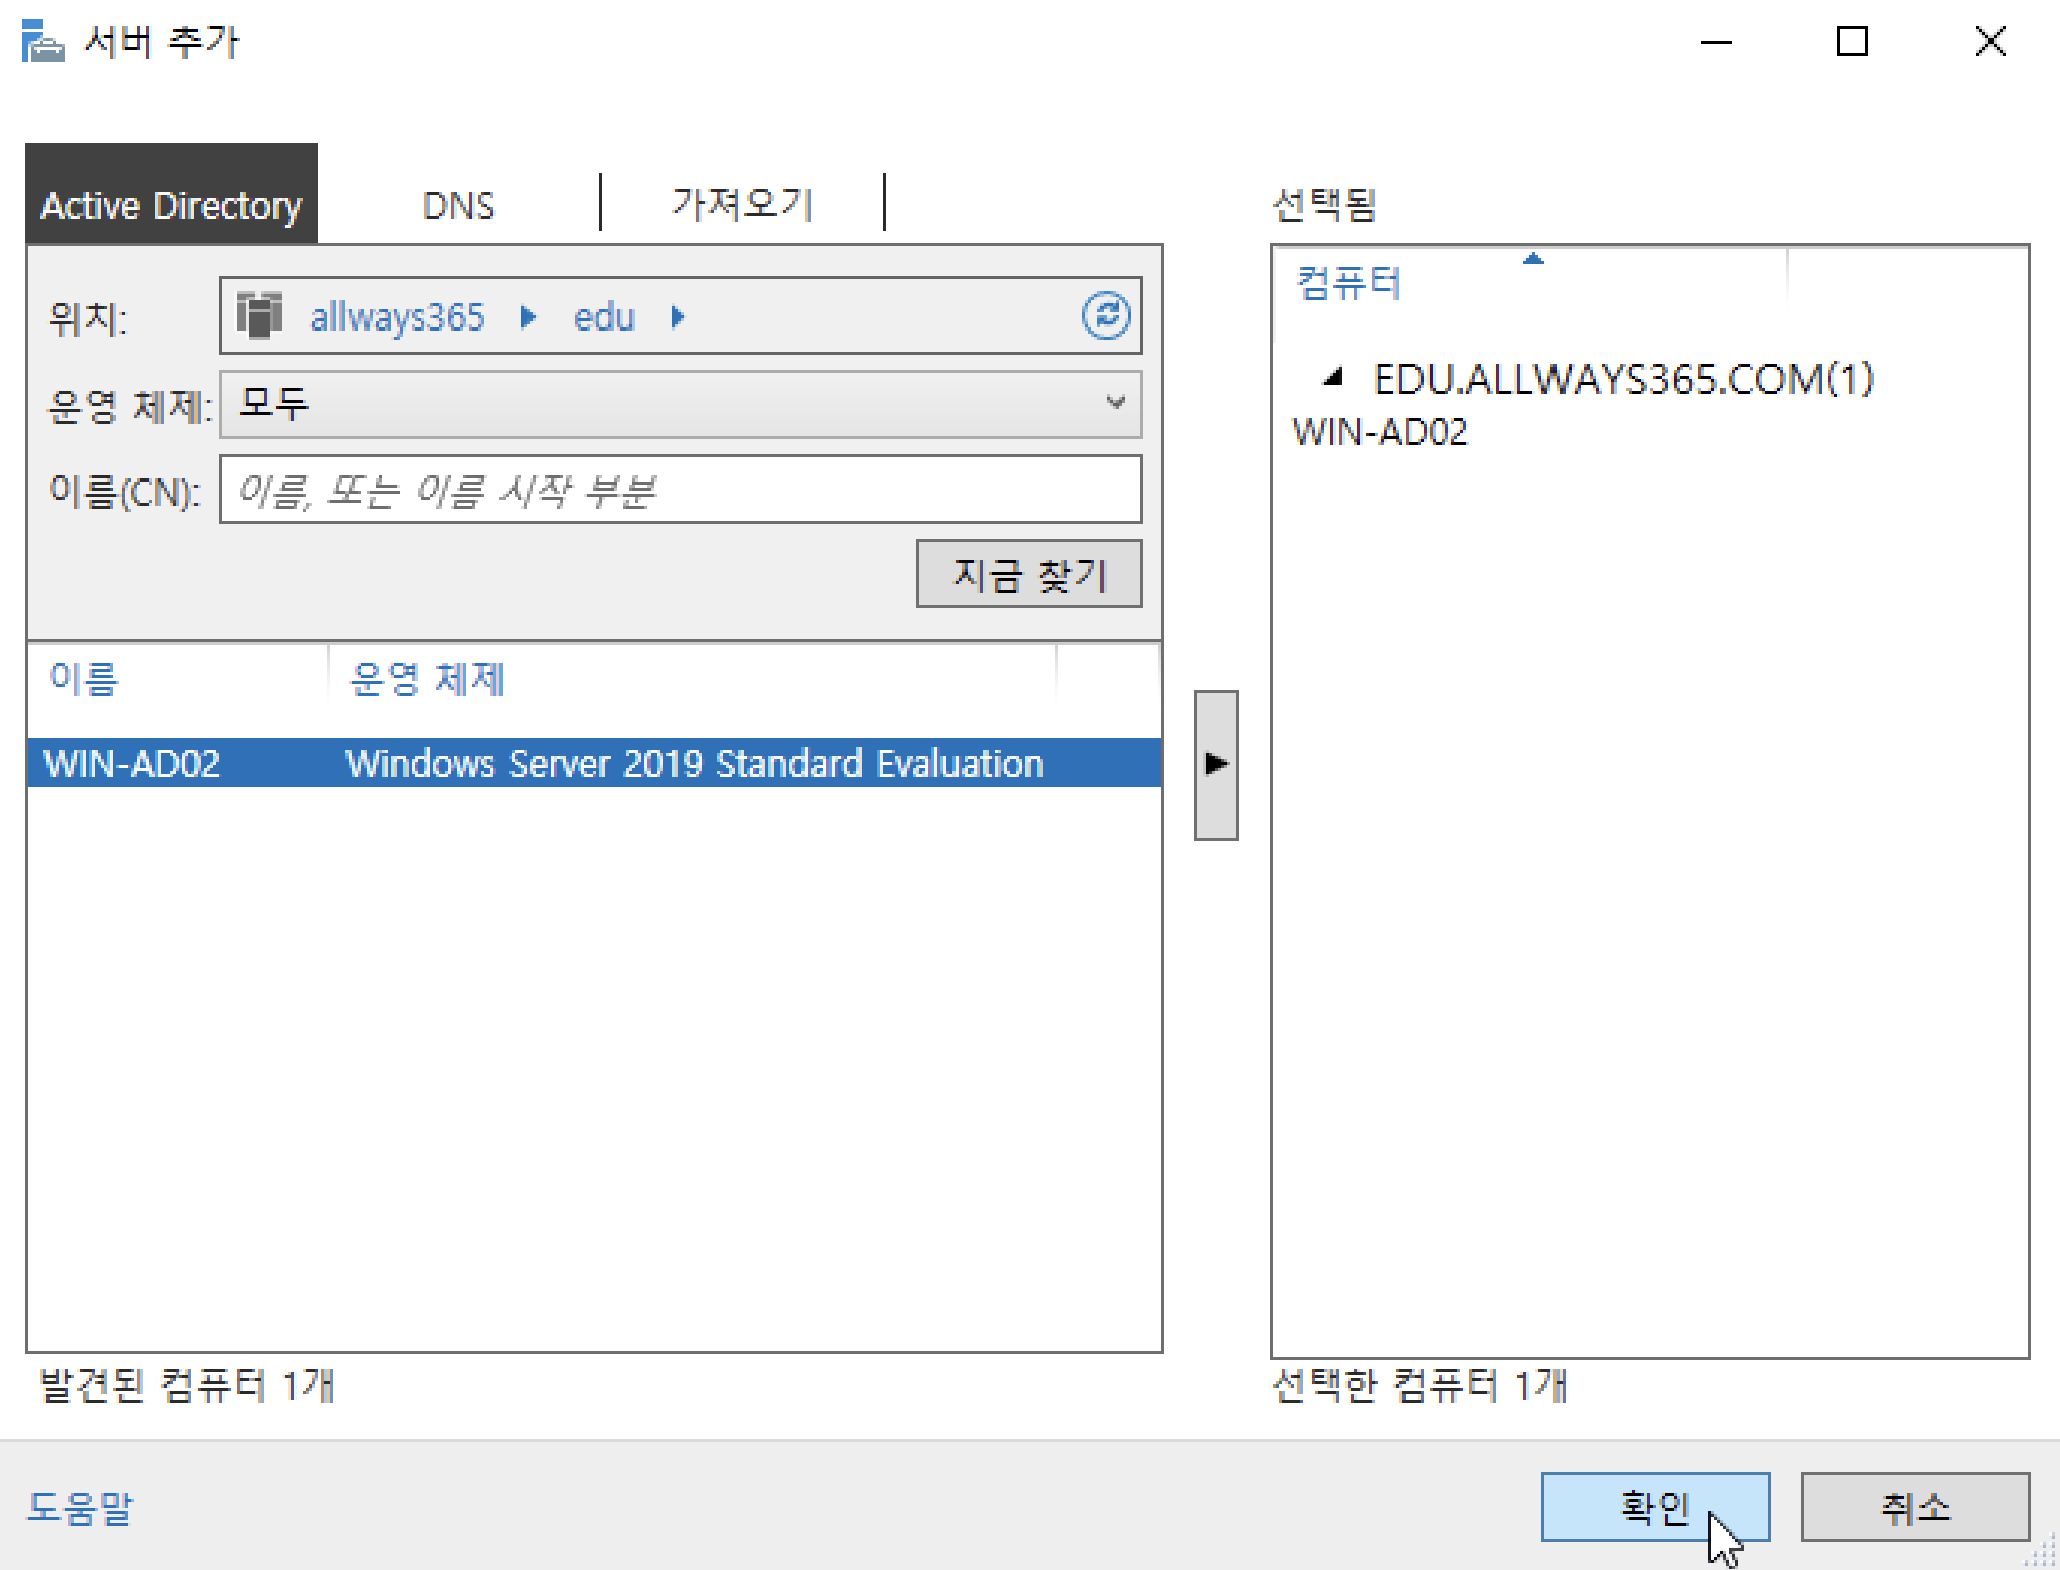 서버 추가
Active Directory
DNS
가져오기
위치:
allways365
edu
운영 체제:
모두
이름(CN):
이름, 또는 이름 시작 부분
지금 찾기
이름
운영 체제
WIN-AD02
Windows Server 2019 Standard Evaluation
발견된 컴퓨터 1개
선택됨
컴퓨터
EDU.ALLWAYS365.COM(1)
WIN-AD02
선택한 컴퓨터 1개
도움말
확인
취소